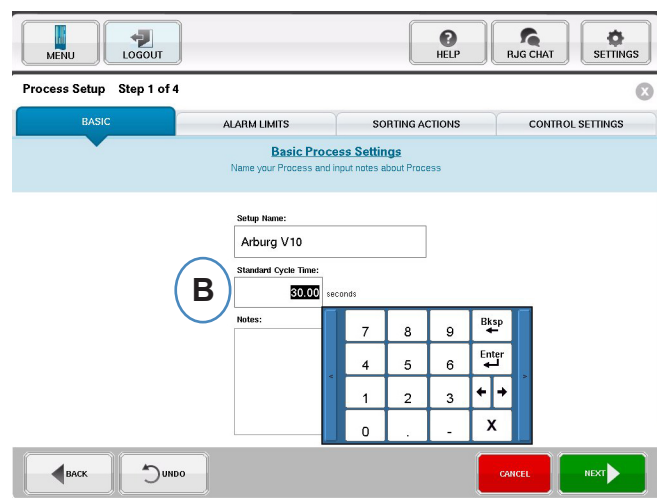 MENU LOGOUT HELP RJG CHAT SETTINGS
Process Setup Step 1 of 4 X
BASIC ALARM LIMITS SORTING ACTIONS CONTROL SETTINGS
Basic Process Settings
Name your Process and input notes about Process
Setup Name:
Arburg V10
Standard Cycle Time:
B 30.00 seconds
Notes:
7 8 9 Bksp
4 5 6 Enter
< >
1 2 3
0 . - X
BACK UNDO CANCEL NEXT